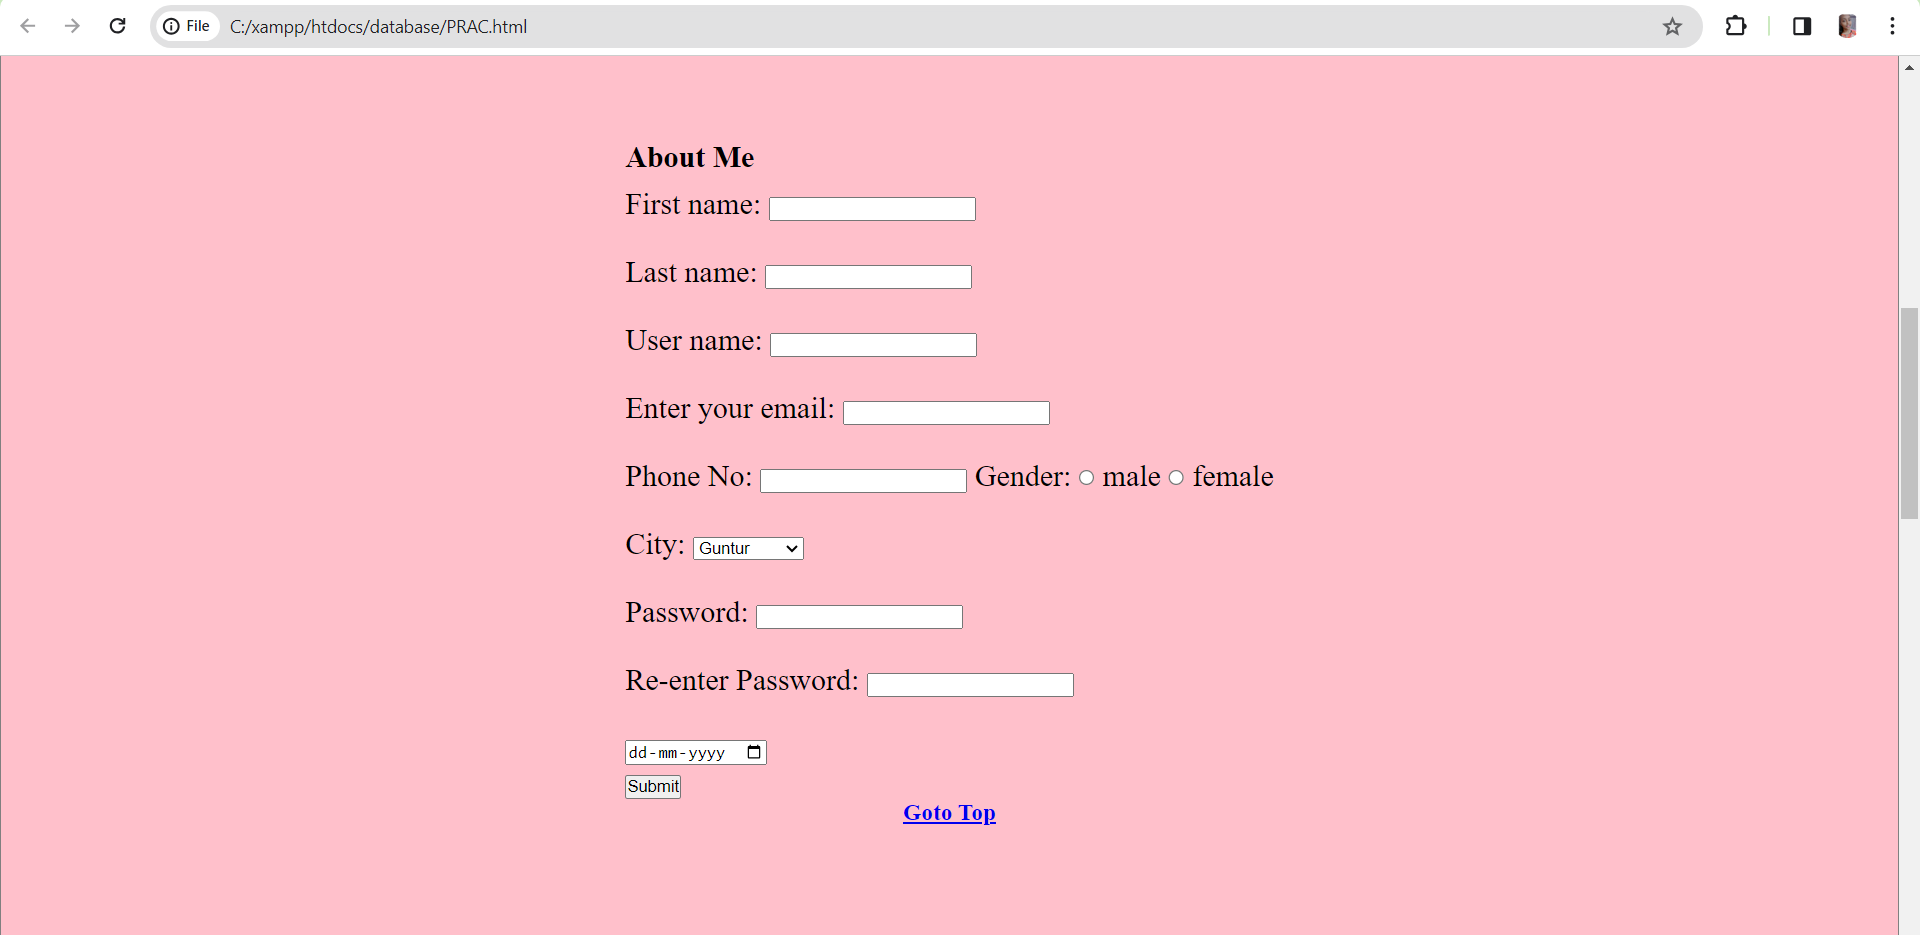 File C:/xampp/htdocs/database/PRAC.html
About Me
First name:
Last name:
User name:
Enter your email:
Phone No: Gender: male female
City: Guntur
Password:
Re-enter Password:
dd-mm-yyyy
Submit
Goto Top